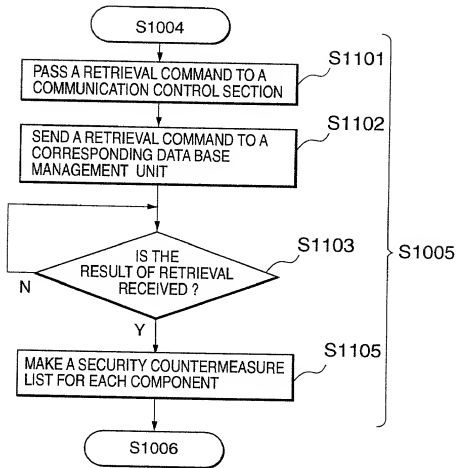 S1004
PASS A RETRIEVAL COMMAND TO A
COMMUNICATION CONTROL SECTION
S1101
SEND A RETRIEVAL COMMAND TO A
CORRESPONDING DATA BASE
MANAGEMENT UNIT
S1102
IS THE
RESULT OF RETRIEVAL
RECEIVED ?
S1103
N
Y
S1005
MAKE A SECURITY COUNTERMEASURE
LIST FOR EACH COMPONENT
S1105
S1006